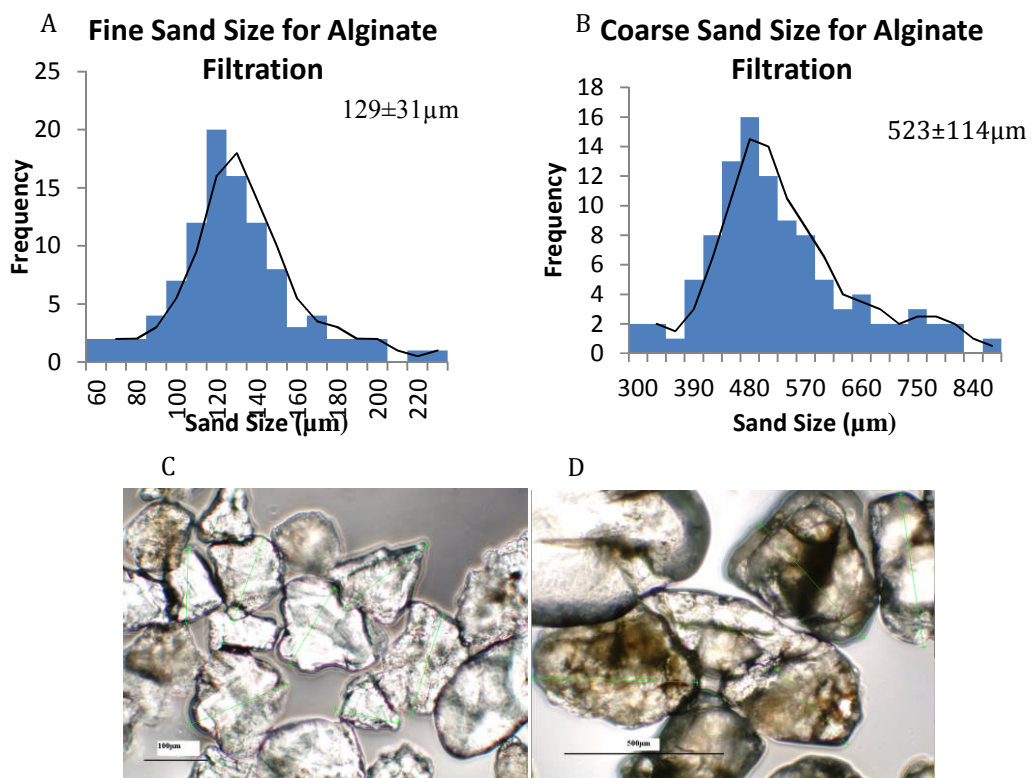 A
Fine Sand Size for Alginate
Filtration
129±31µm
25
20
15
10
5
0
Frequency
60
80
100
120
140
160
180
200
220
Sand Size (µm)
B
Coarse Sand Size for Alginate
Filtration
523±114µm
18
16
14
12
10
8
6
4
2
0
Frequency
300 390 480 570 660 750 840
Sand Size (µm)
C
100µm
D
500µm